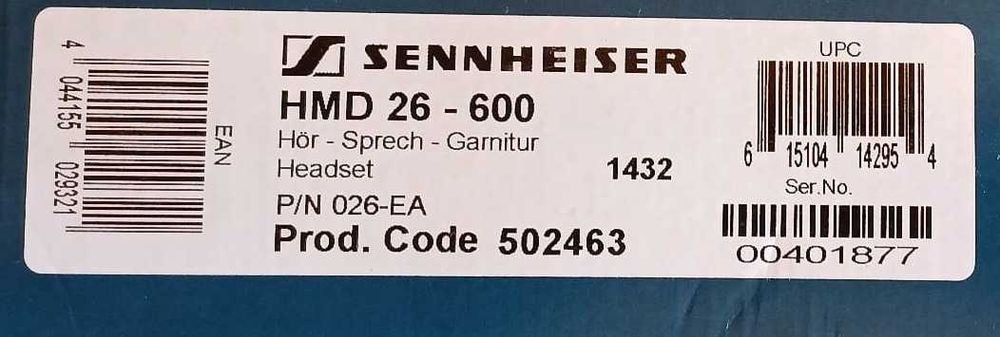 4 044155 029321
EAN
SENNHEISER
HMD 26 - 600
Hör - Sprech - Garnitur
Headset
1432
P/N 026-EA
Prod. Code 502463
UPC
6 15104 14295 4
Ser.No.
00401877